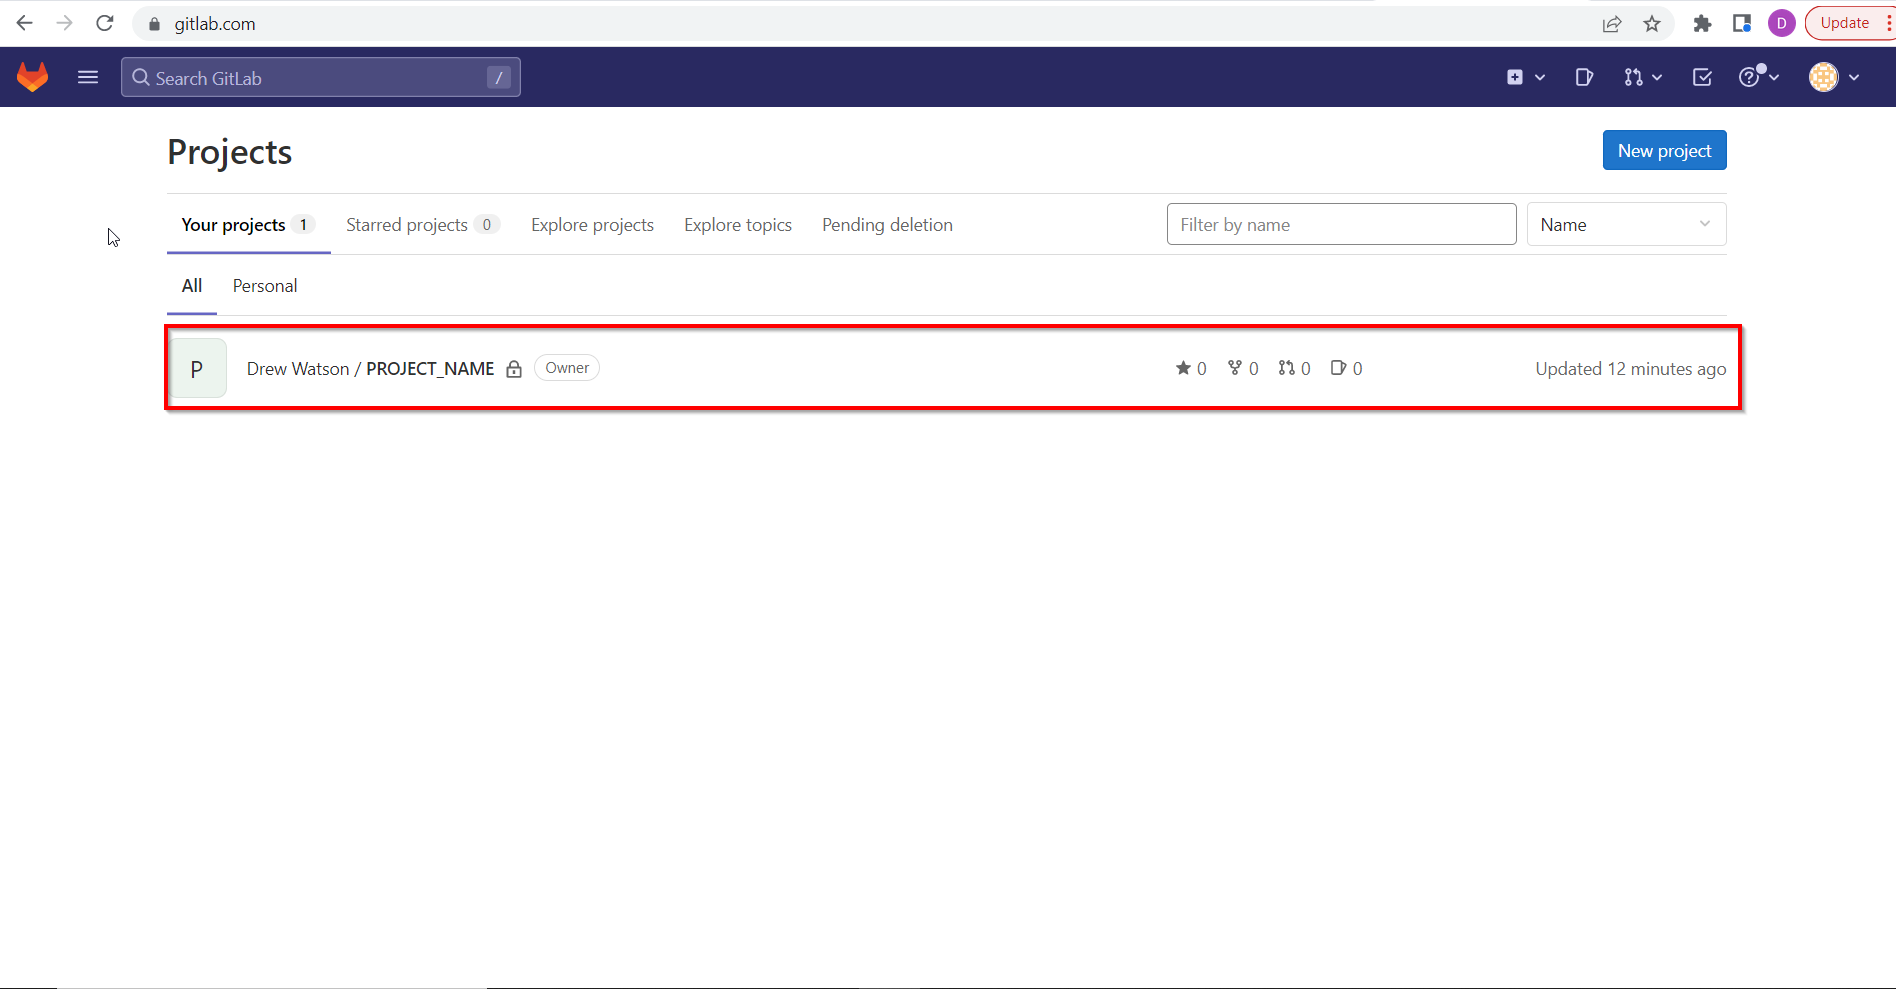 gitlab.com
D
Update
Search GitLab /
Projects
New project
Your projects 1 Starred projects 0 Explore projects Explore topics Pending deletion Filter by name Name
All Personal
P Drew Watson / PROJECT_NAME Owner 0 0 0 0 Updated 12 minutes ago